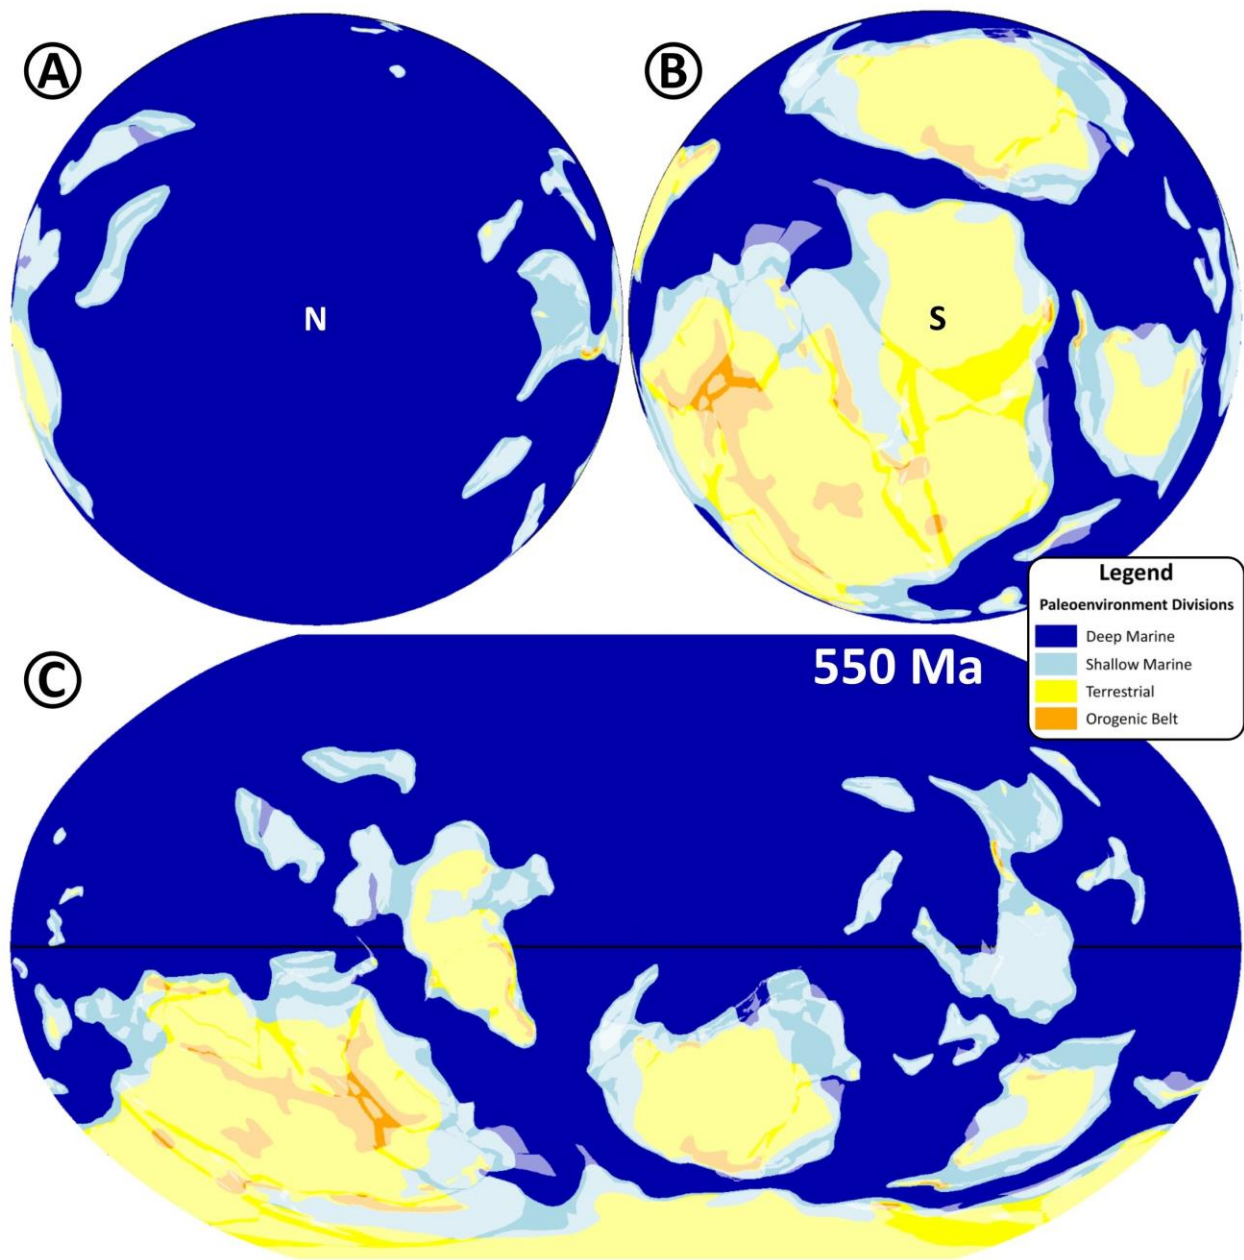 A
B
N
S
Legend
Paleoenvironment Divisions
Deep Marine
Shallow Marine
Terrestrial
Orogenic Belt
C
550 Ma